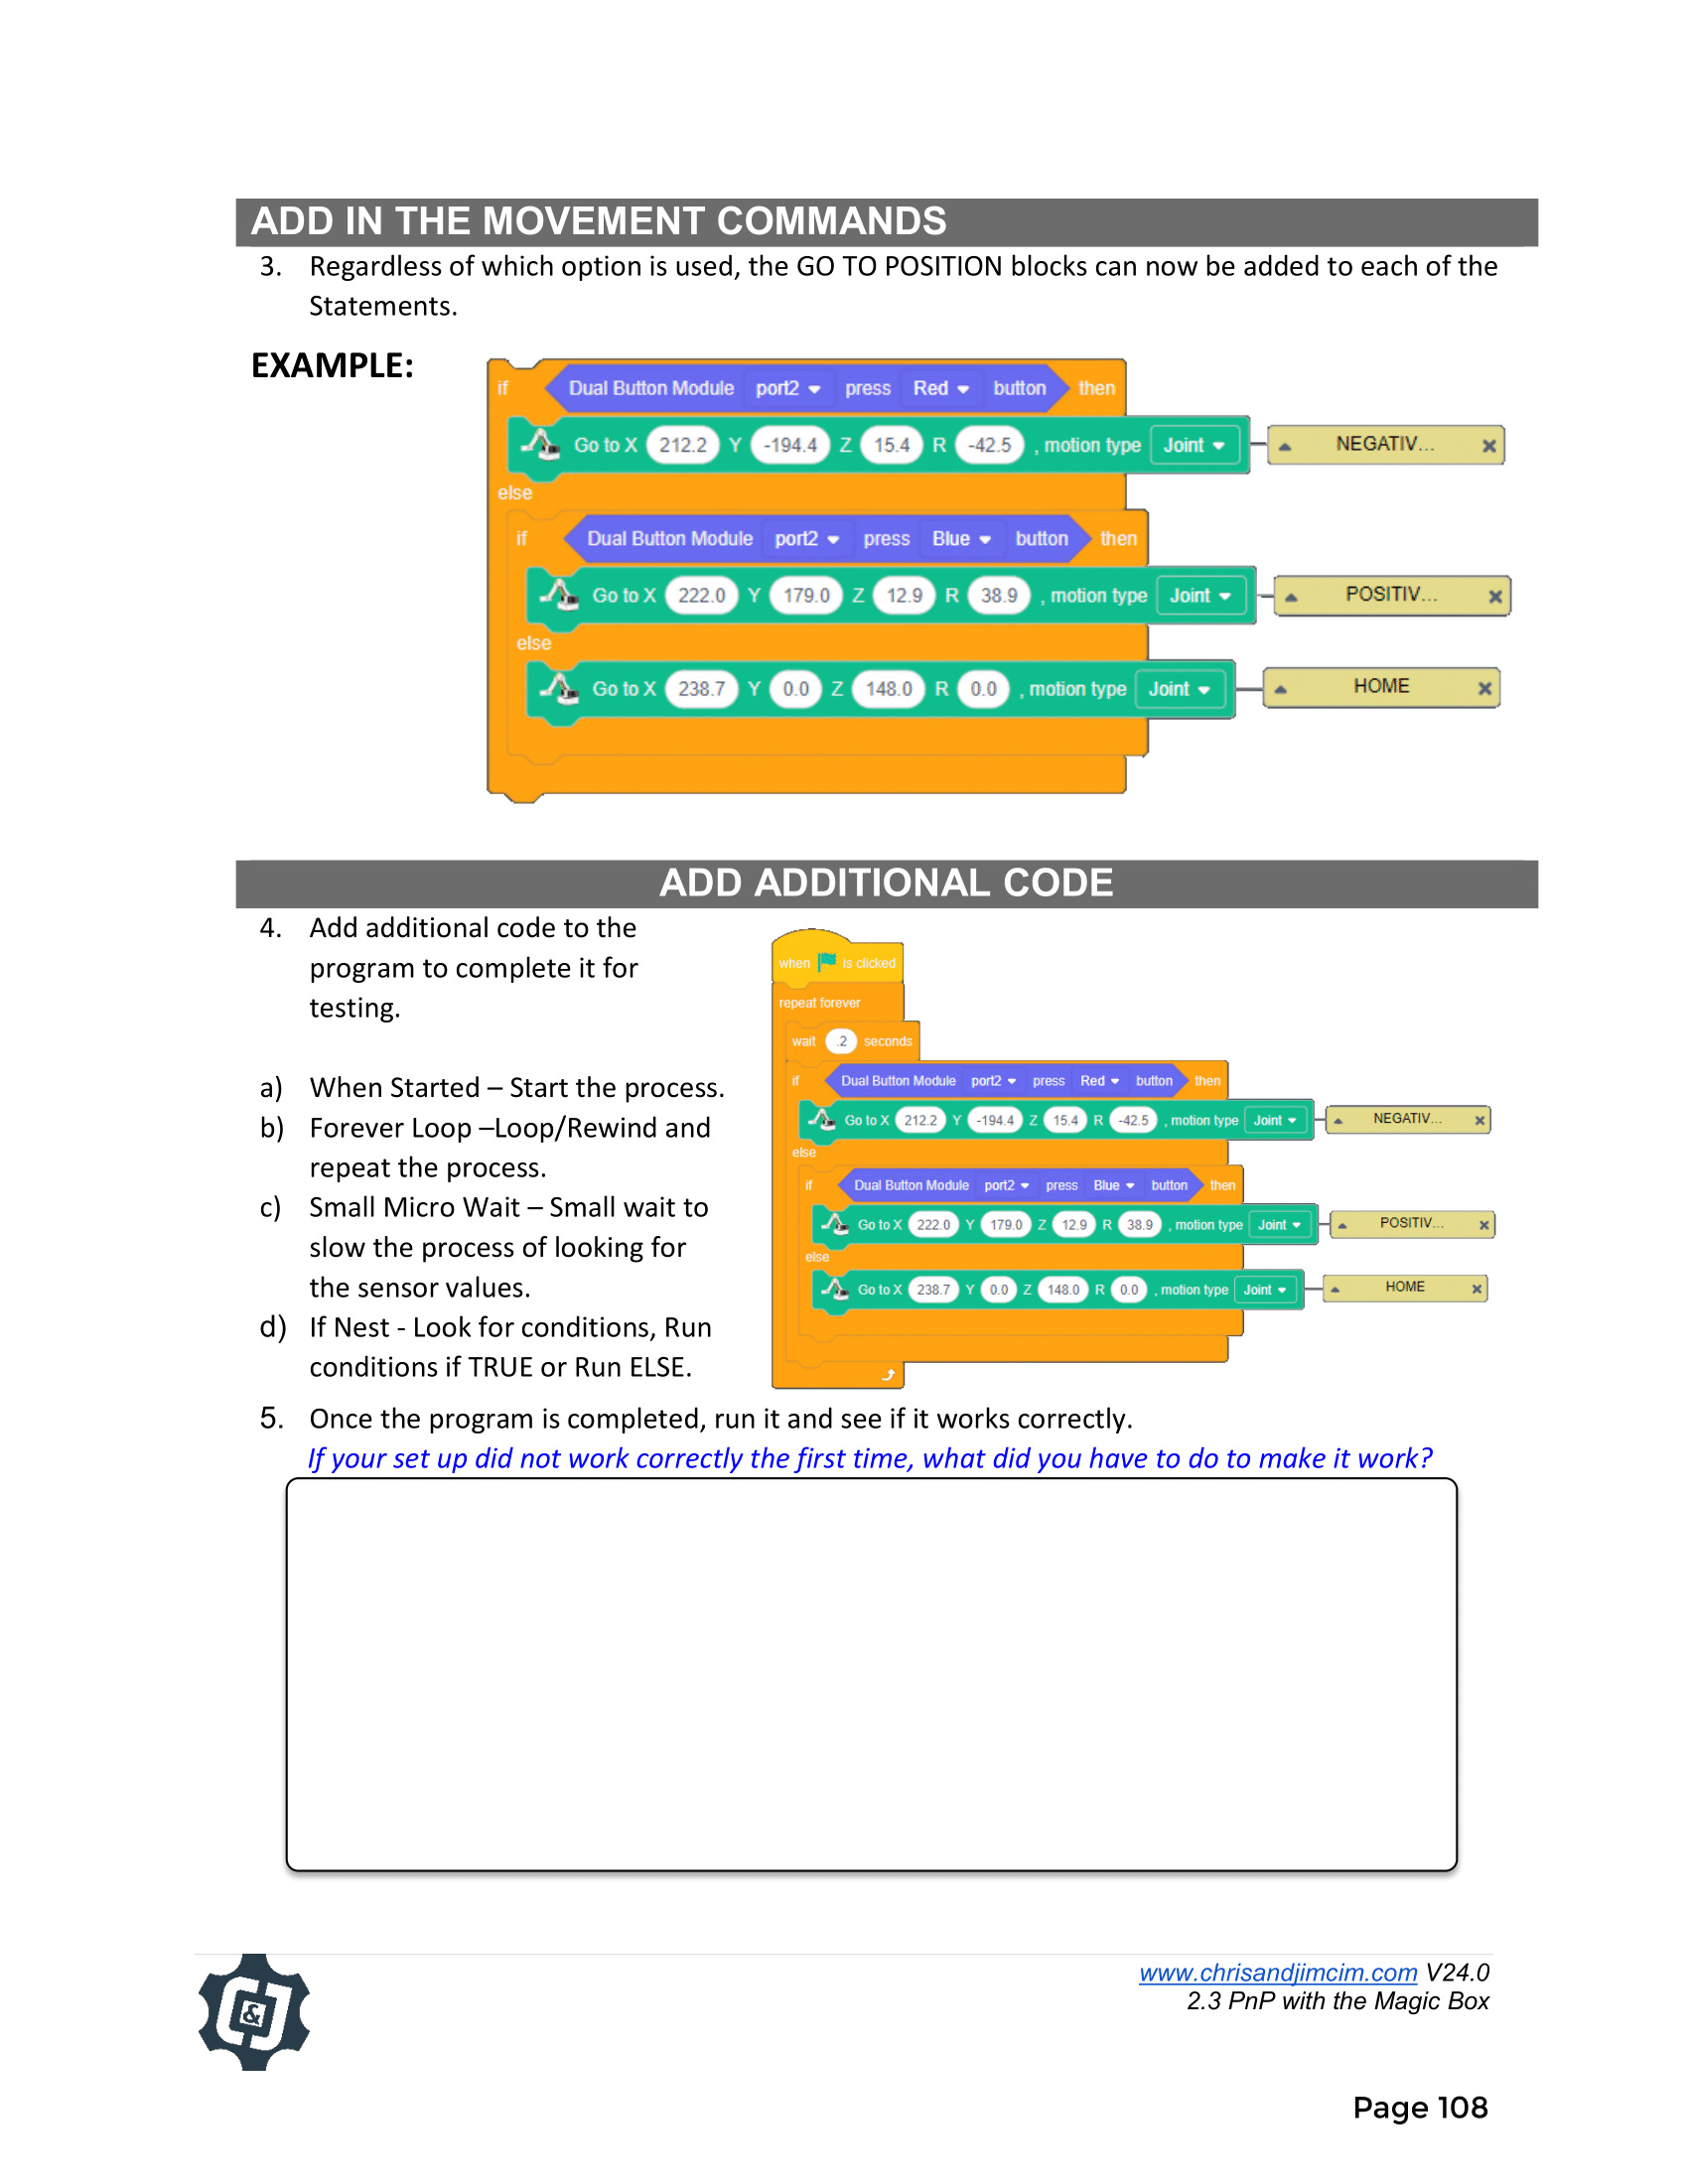 ADD IN THE MOVEMENT COMMANDS
3. Regardless of which option is used, the GO TO POSITION blocks can now be added to each of the
Statements.
EXAMPLE:
if Dual Button Module port2 press Red button then
Go to X 212.2 Y -194.4 Z 15.4 R -42.5 , motion type Joint NEGATIV...
else
if Dual Button Module port2 press Blue button then
Go to X 222.0 Y 179.0 Z 12.9 R 38.9 , motion type Joint POSITIV...
else
Go to X 238.7 Y 0.0 Z 148.0 R 0.0 , motion type Joint HOME
ADD ADDITIONAL CODE
4. Add additional code to the
program to complete it for
testing.
a) When Started – Start the process.
b) Forever Loop –Loop/Rewind and
repeat the process.
c) Small Micro Wait – Small wait to
slow the process of looking for
the sensor values.
d) If Nest - Look for conditions, Run
conditions if TRUE or Run ELSE.
when is clicked
repeat forever
wait .2 seconds
if Dual Button Module port2 press Red button then
Go to X 212.2 Y -194.4 Z 15.4 R -42.5 , motion type Joint NEGATIV...
else
if Dual Button Module port2 press Blue button then
Go to X 222.0 Y 179.0 Z 12.9 R 38.9 , motion type Joint POSITIV...
else
Go to X 238.7 Y 0.0 Z 148.0 R 0.0 , motion type Joint HOME
5. Once the program is completed, run it and see if it works correctly.
If your set up did not work correctly the first time, what did you have to do to make it work?
C&J
www.chrisandjimcim.com V24.0
2.3 PnP with the Magic Box
Page 108